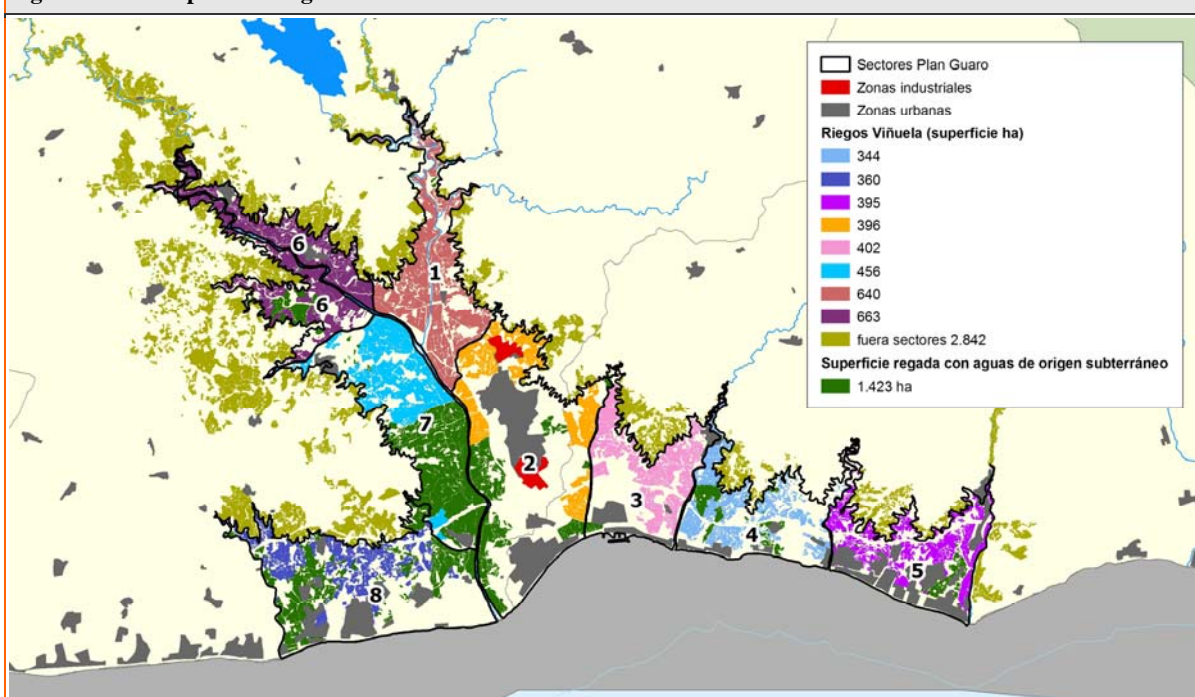 Sectores Plan Guaro
Zonas industriales
Zonas urbanas
Riegos Viñuela (superficie ha)
344
360
395
396
402
456
640
663
fuera sectores 2.842
Superficie regada con aguas de origen subterráneo
1.423 ha
6
1
6
7
2
3
4
5
8